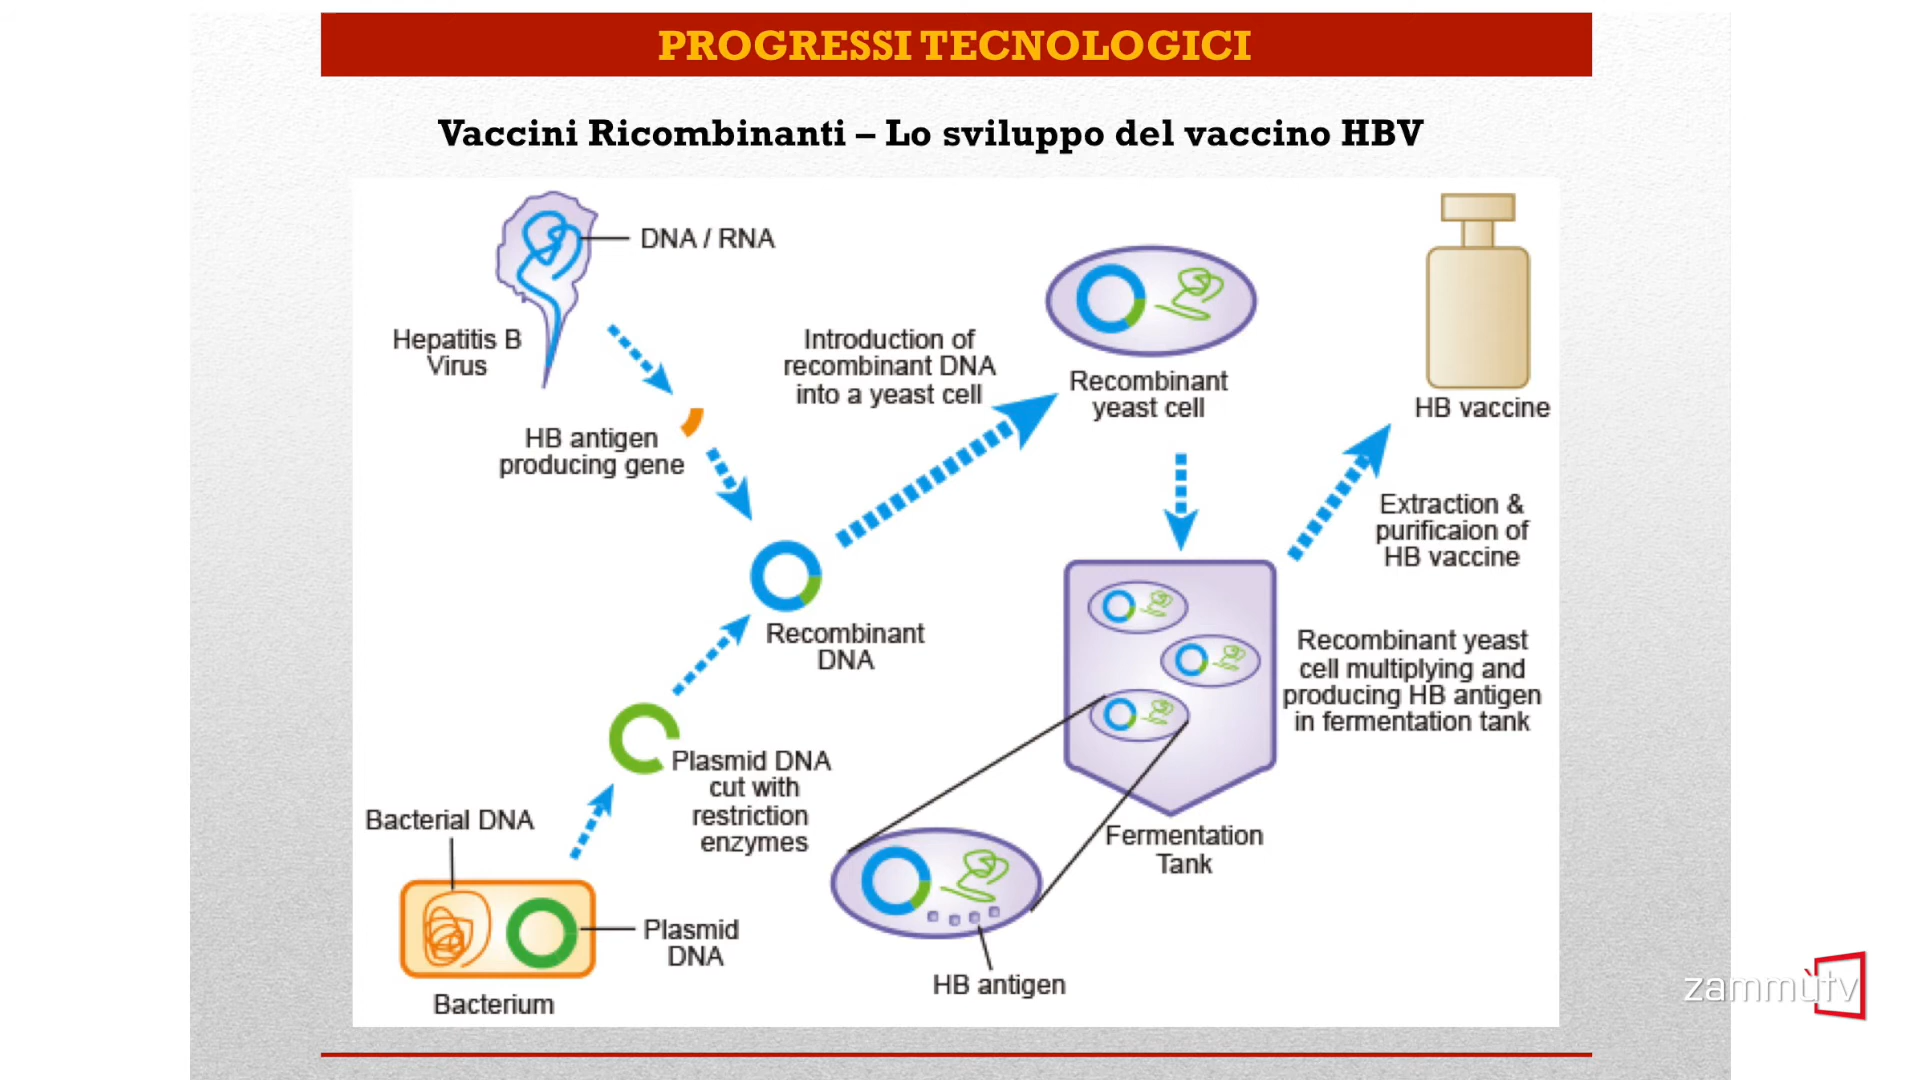 PROGRESSI TECNOLOGICI
Vaccini Ricombinanti – Lo sviluppo del vaccino HBV
DNA / RNA
Hepatitis B
Virus
HB antigen
producing gene
Introduction of
recombinant DNA
into a yeast cell
Recombinant
yeast cell
HB vaccine
Extraction &
purificaion of
HB vaccine
Recombinant
DNA
Recombinant yeast
cell multiplying and
producing HB antigen
in fermentation tank
Plasmid DNA
cut with
restriction
enzymes
Bacterial DNA
Fermentation
Tank
Plasmid
DNA
HB antigen
Bacterium
zammùtv